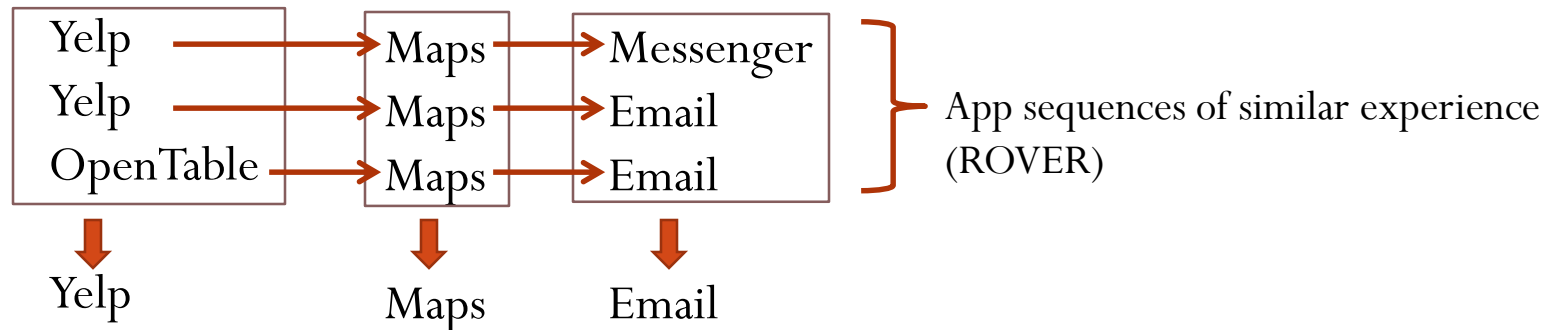 Yelp Maps Messenger
Yelp Maps Email
OpenTable Maps Email
App sequences of similar experience
(ROVER)
Yelp Maps Email